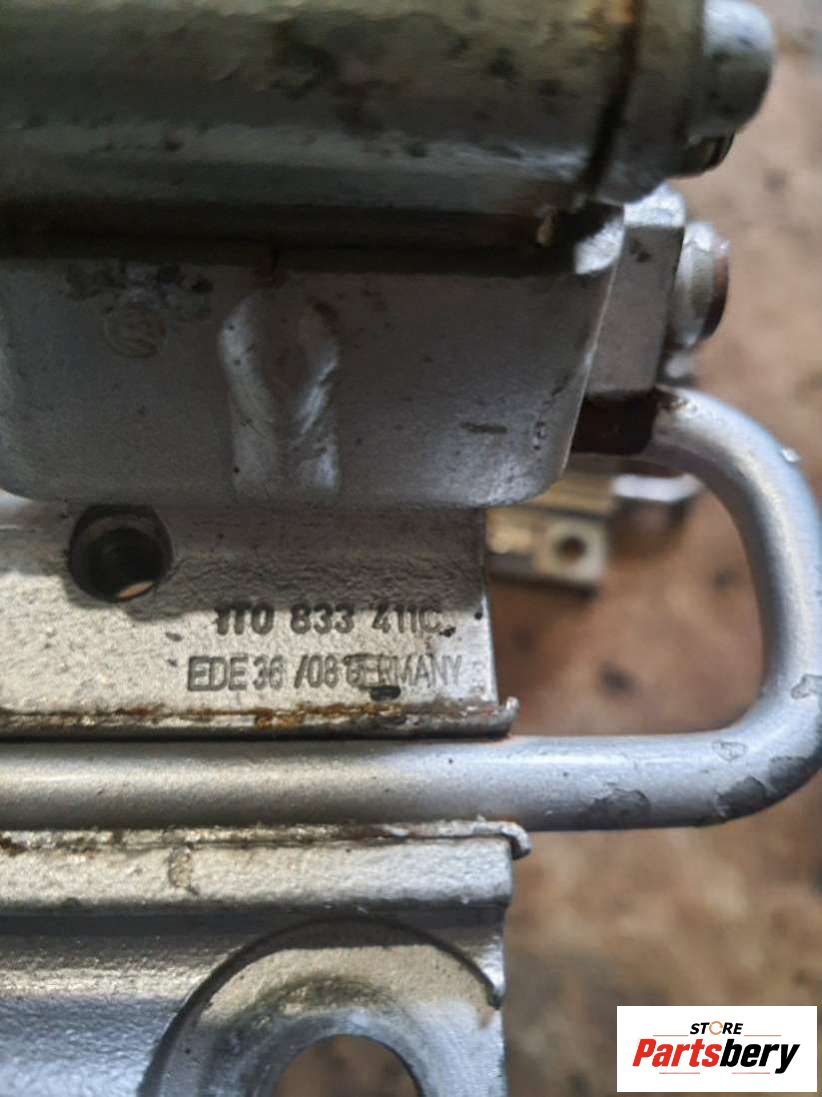 1T0 833 411C
EDE 36 /08 GERMANY
STORE
Partsbery